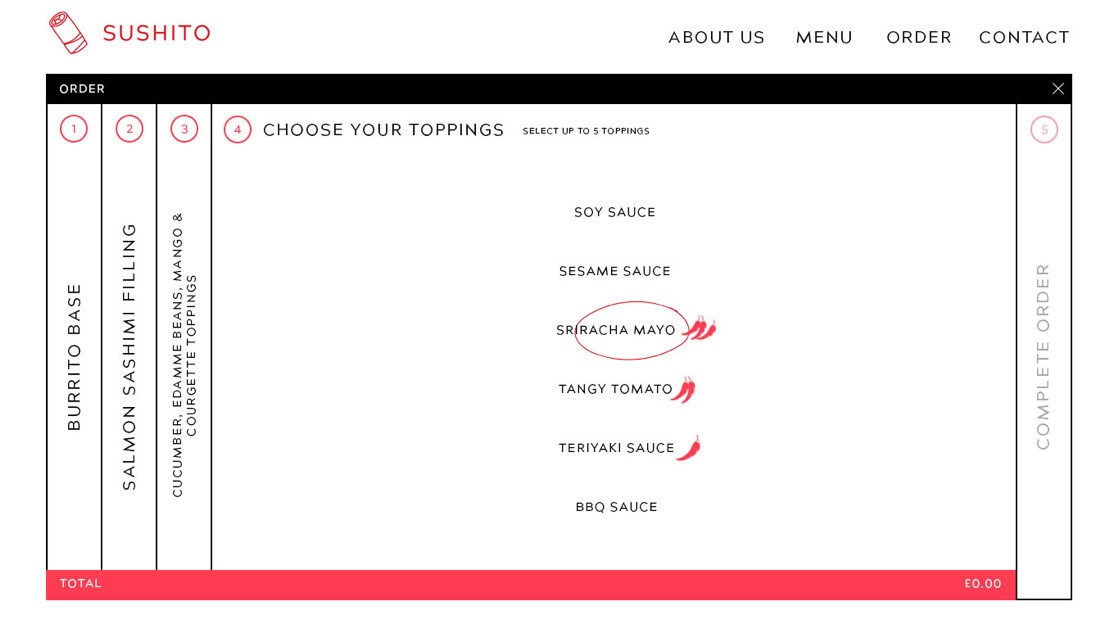 SUSHITO
ABOUT US MENU ORDER CONTACT
ORDER
1
BURRITO BASE
2
SALMON SASHIMI FILLING
3
CUCUMBER, EDAMME BEANS, MANGO &
COURGETTE TOPPINGS
4 CHOOSE YOUR TOPPINGS SELECT UP TO 5 TOPPINGS
SOY SAUCE
SESAME SAUCE
SRIRACHA MAYO
TANGY TOMATO
TERIYAKI SAUCE
BBQ SAUCE
5
COMPLETE ORDER
TOTAL £0.00